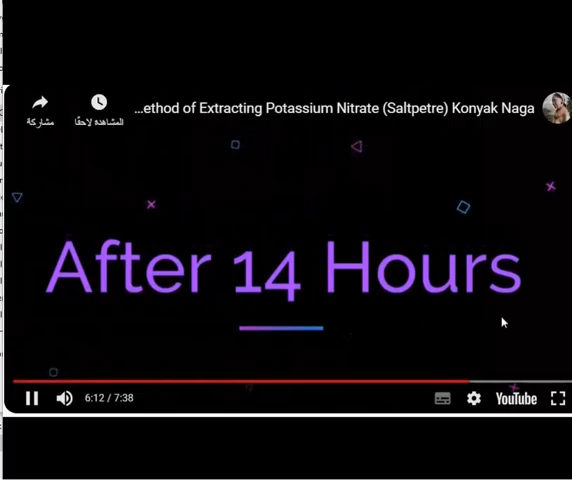 ...ethod of Extracting Potassium Nitrate (Saltpetre) Konyak Naga
المشاهدة لاحقًا
مشاركة
After 14 Hours
6:12 / 7:38
YouTube